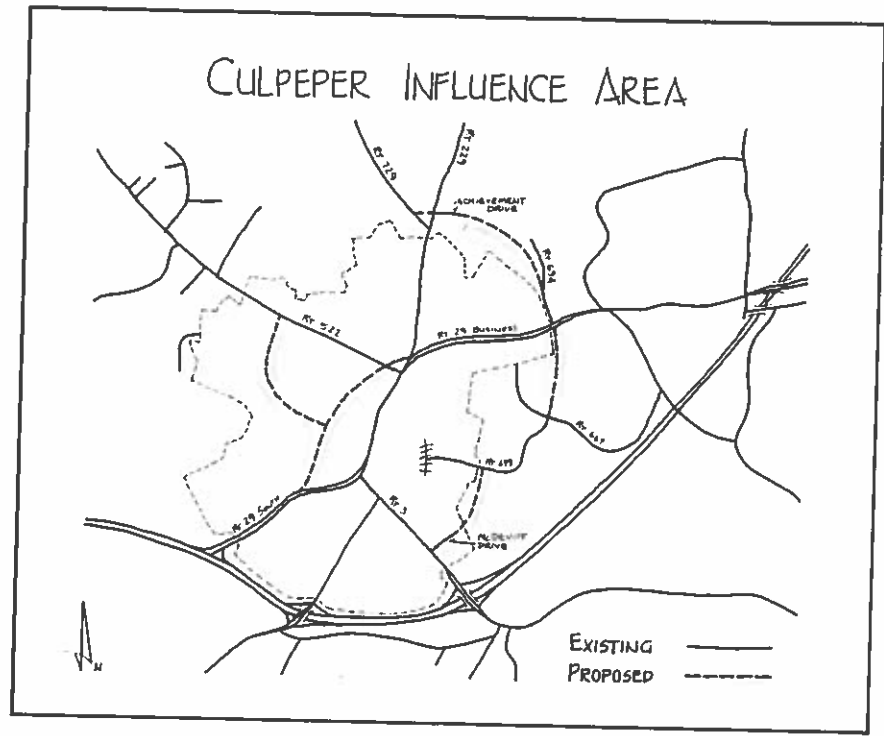 CULPEPER INFLUENCE AREA
RT 729
RT 229
ACHIEVEMENT
DRIVE
RT 694
RT 522
RT 29 BUSINESS
RT 667
RT 699
RT 29 SOUTH
RT 3
MCDEVITT
DRIVE
N
EXISTING
PROPOSED